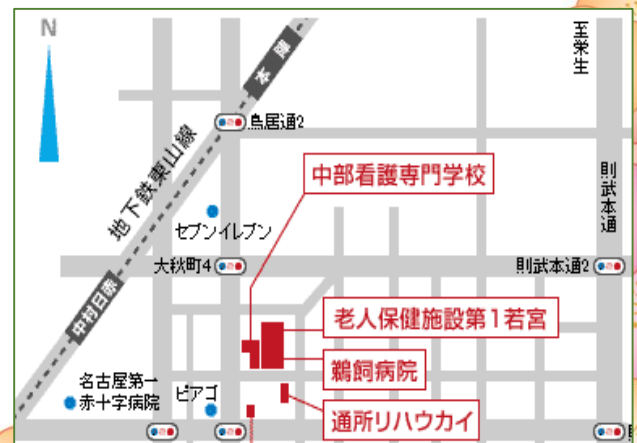 N
本陣
至栄生
鳥居通2
地下鉄東山線
中部看護専門学校
則武本通
セブンイレブン
大秋町4
則武本通2
中村日赤
老人保健施設第1若宮
鵜飼病院
名古屋第一
赤十字病院
ピアゴ
通所リハウカイ